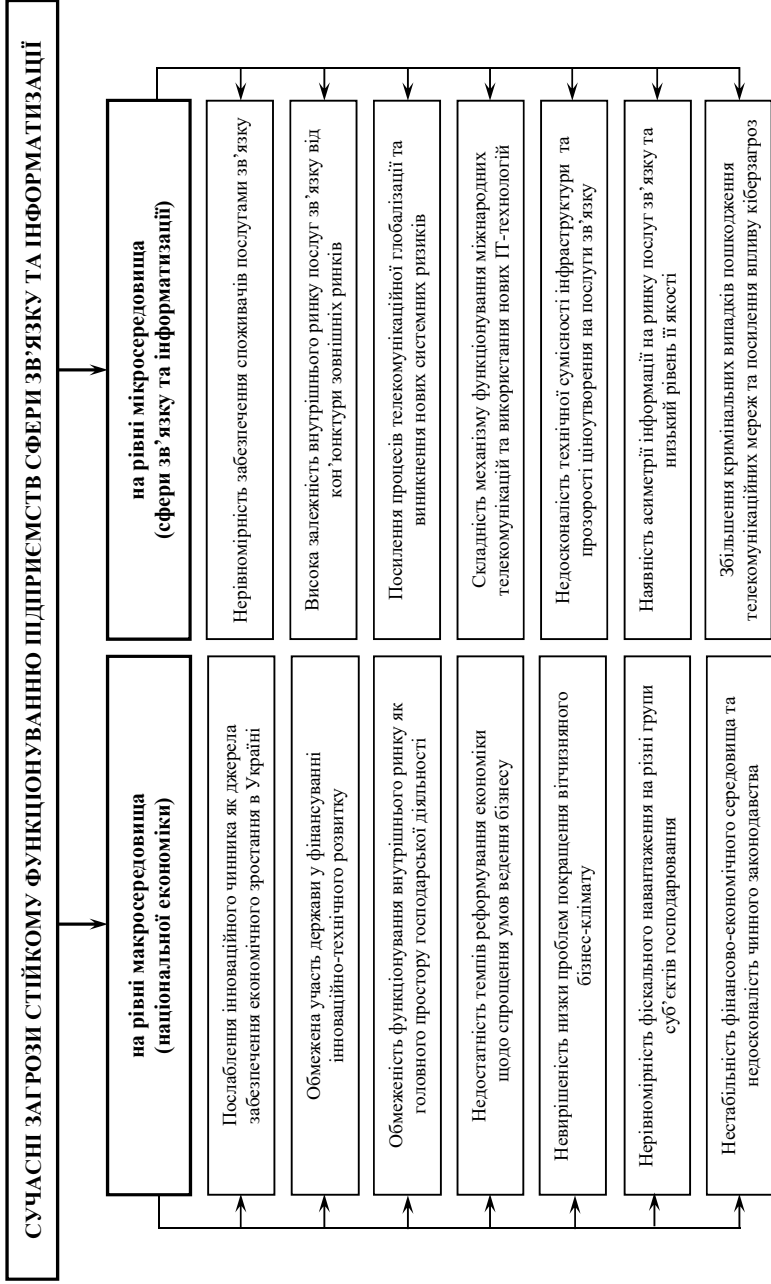 СУЧАСНІ ЗАГРОЗИ СТІЙКОМУ ФУНКЦІОНУВАННЮ ПІДПРИЄМСТВ СФЕРИ ЗВ’ЯЗКУ ТА ІНФОРМАТИЗАЦІЇ
на рівні макросередовища
(національної економіки)
Послаблення інноваційного чинника як джерела
забезпечення економічного зростання в Україні
Обмежена участь держави у фінансуванні
інноваційно-технічного розвитку
Обмеженість функціонування внутрішнього ринку як
головного простору господарської діяльності
Недостатність темпів реформування економіки
щодо спрощення умов ведення бізнесу
Невирішеність низки проблем покращення вітчизняного
бізнес-клімату
Нерівномірність фіскального навантаження на різні групи
суб’єктів господарювання
Нестабільність фінансово-економічного середовища та
недосконалість чинного законодавства
на рівні мікросередовища
(сфери зв’язку та інформатизації)
Нерівномірність забезпечення споживачів послугами зв’язку
Висока залежність внутрішнього ринку послуг зв’язку від
кон’юнктури зовнішніх ринків
Посилення процесів телекомунікаційної глобалізації та
виникнення нових системних ризиків
Складність механізму функціонування міжнародних
телекомунікацій та використання нових ІТ-технологій
Недосконалість технічної сумісності інфраструктури та
прозорості ціноутворення на послуги зв’язку
Наявність асиметрії інформації на ринку послуг зв’язку та
низький рівень її якості
Збільшення кримінальних випадків пошкодження
телекомунікаційних мереж та посилення впливу кіберзагроз